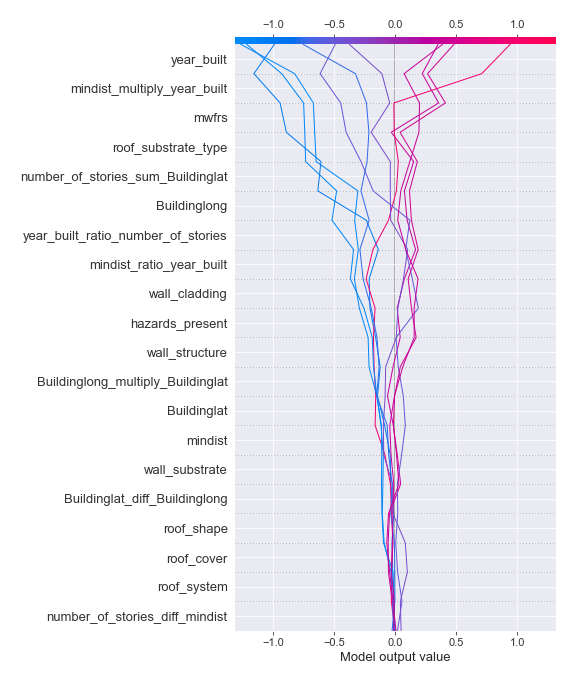 −1.0 −0.5 0.0 0.5 1.0
year_built
mindist_multiply_year_built
mwfrs
roof_substrate_type
number_of_stories_sum_Buildinglat
Buildinglong
year_built_ratio_number_of_stories
mindist_ratio_year_built
wall_cladding
hazards_present
wall_structure
Buildinglong_multiply_Buildinglat
Buildinglat
mindist
wall_substrate
Buildinglat_diff_Buildinglong
roof_shape
roof_cover
roof_system
number_of_stories_diff_mindist
−1.0 −0.5 0.0 0.5 1.0
Model output value